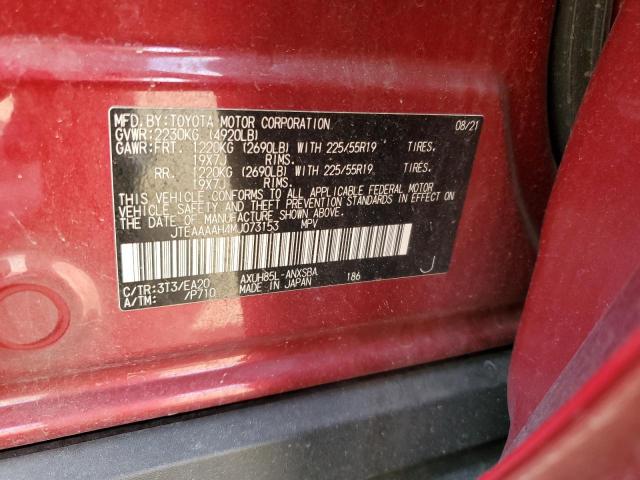 MFD. BY: TOYOTA MOTOR CORPORATION 08/21
GVWR: 2230KG (4920LB)
GAWR: FRT. 1220KG (2690LB) WITH 225/55R19 TIRES.
19X7J RIMS.
RR. 1220KG (2690LB) WITH 225/55R19 TIRES.
19X7J RIMS.
THIS VEHICLE CONFORMS TO ALL APPLICABLE FEDERAL MOTOR
VEHICLE SAFETY AND THEFT PREVENTION STANDARDS IN EFFECT ON
THE DATE OF MANUFACTURE SHOWN ABOVE.
JTEAAAAH4MJ073153 MPV
C/TR: 3T3/EA20 AXUH85L-ANXSBA 186
A/TM: /P710 MADE IN JAPAN J